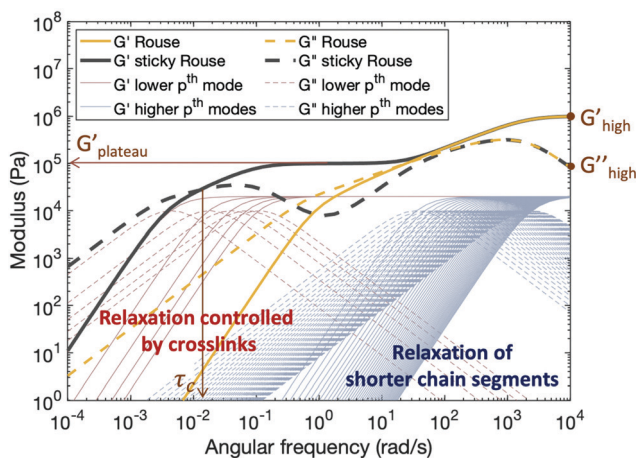 10^8
10^7
10^6
10^5
10^4
10^3
10^2
10^1
10^0
Modulus (Pa)
G' Rouse
G" Rouse
G' sticky Rouse
G" sticky Rouse
G' lower p^th mode
G" lower p^th mode
G' higher p^th modes
G" higher p^th modes
G'_plateau
G'_high
G''_high
Relaxation controlled
by crosslinks
τ_c
Relaxation of
shorter chain segments
10^-4
10^-3
10^-2
10^-1
10^0
10^1
10^2
10^3
10^4
Angular frequency (rad/s)